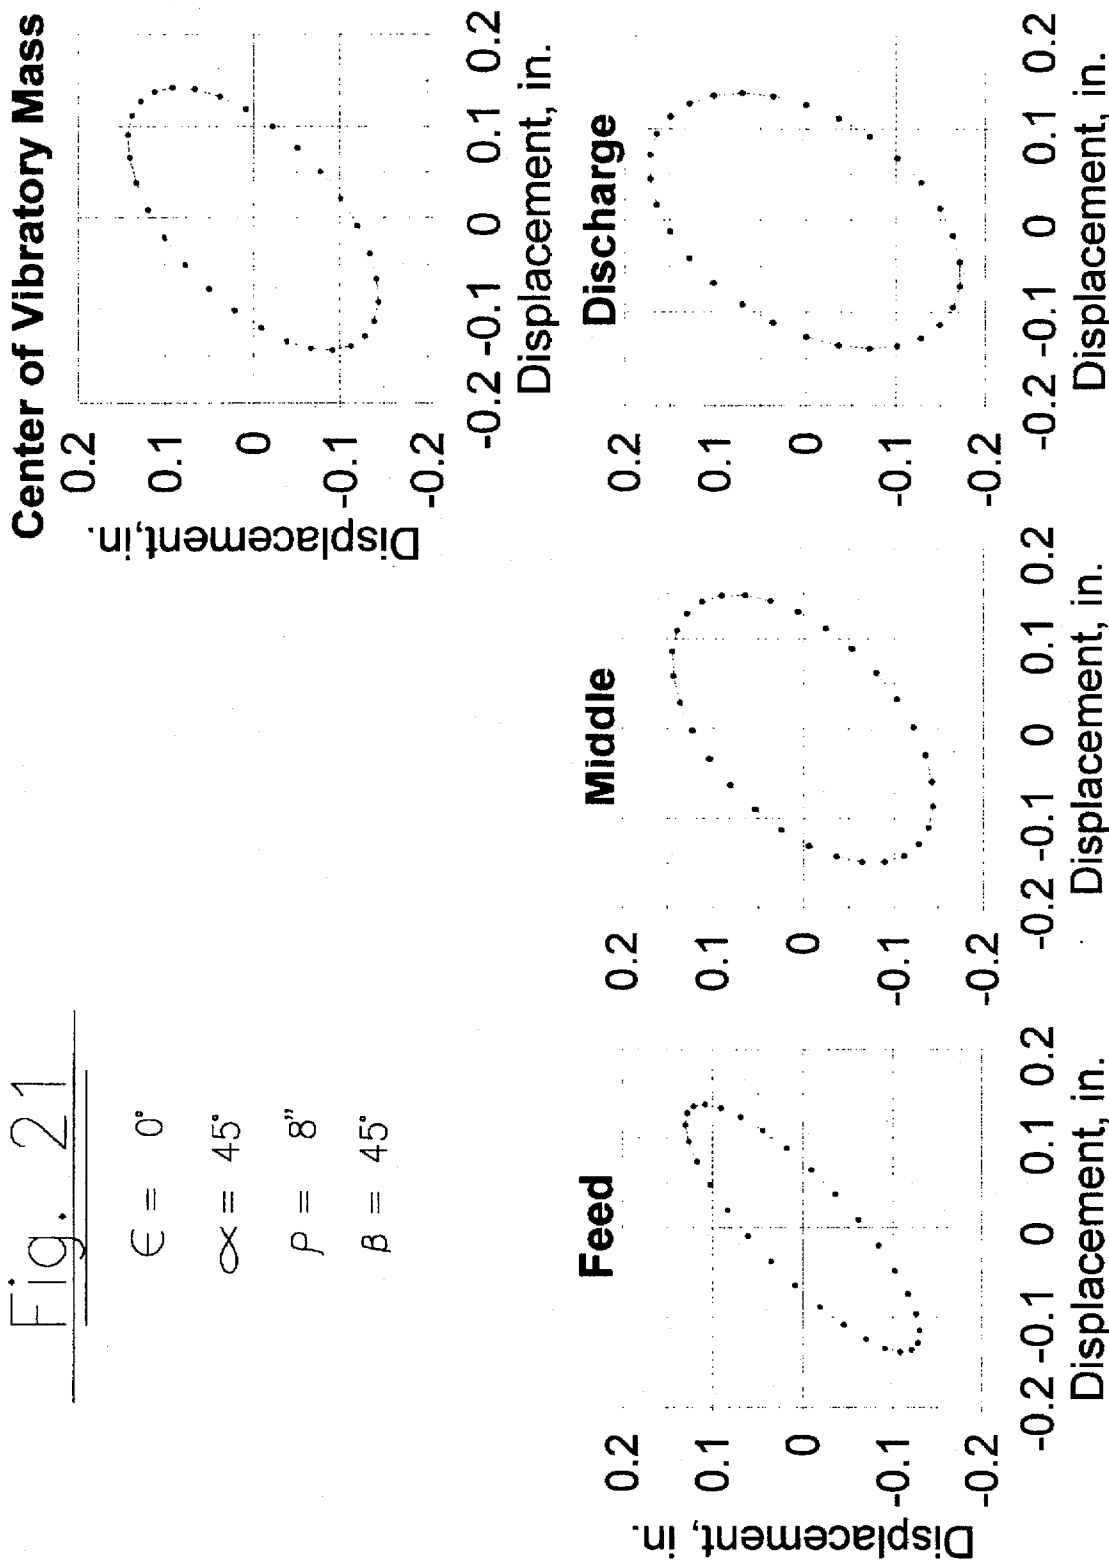 Fig. 21
Є = 0°
∝ = 45°
ρ = 8"
β = 45°
Center of Vibratory Mass
Displacement,in.
0.2
0.1
0
-0.1
-0.2
-0.2 -0.1 0 0.1 0.2
Displacement, in.
Feed
Displacement, in.
0.2
0.1
0
-0.1
-0.2
-0.2 -0.1 0 0.1 0.2
Displacement, in.
Middle
0.2
0.1
0
-0.1
-0.2
-0.2 -0.1 0 0.1 0.2
Displacement, in.
Discharge
0.2
0.1
0
-0.1
-0.2
-0.2 -0.1 0 0.1 0.2
Displacement, in.